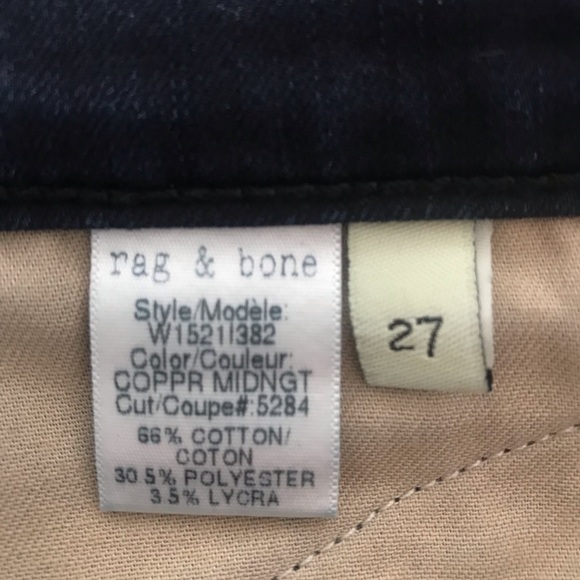 rag & bone
Style/Modèle:
W1521I382
Color/Couleur:
COPPR MIDNGT
Cut/Coupe#:5284
66% COTTON/
COTON
30.5% POLYESTER
3.5% LYCRA
27